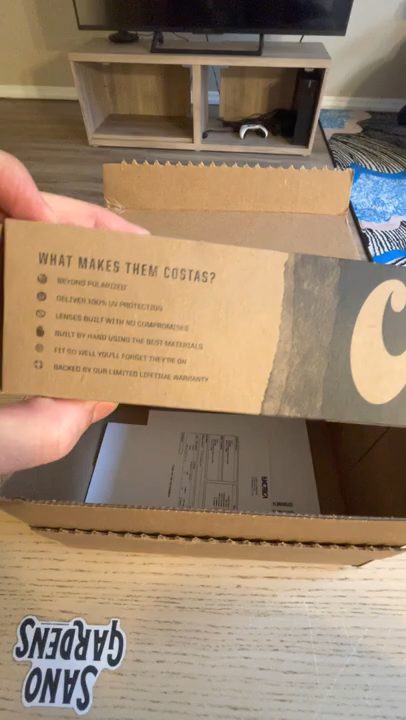 WHAT MAKES THEM COSTAS?
BEYOND POLARIZED
DELIVER 100% UV PROTECTION
LENSES BUILT WITH NO COMPROMISES
BUILT BY HAND USING THE BEST MATERIALS
FIT SO WELL YOU'LL FORGET THEY'RE ON
BACKED BY OUR LIMITED LIFETIME WARRANTY
C
SANO
GARDENS